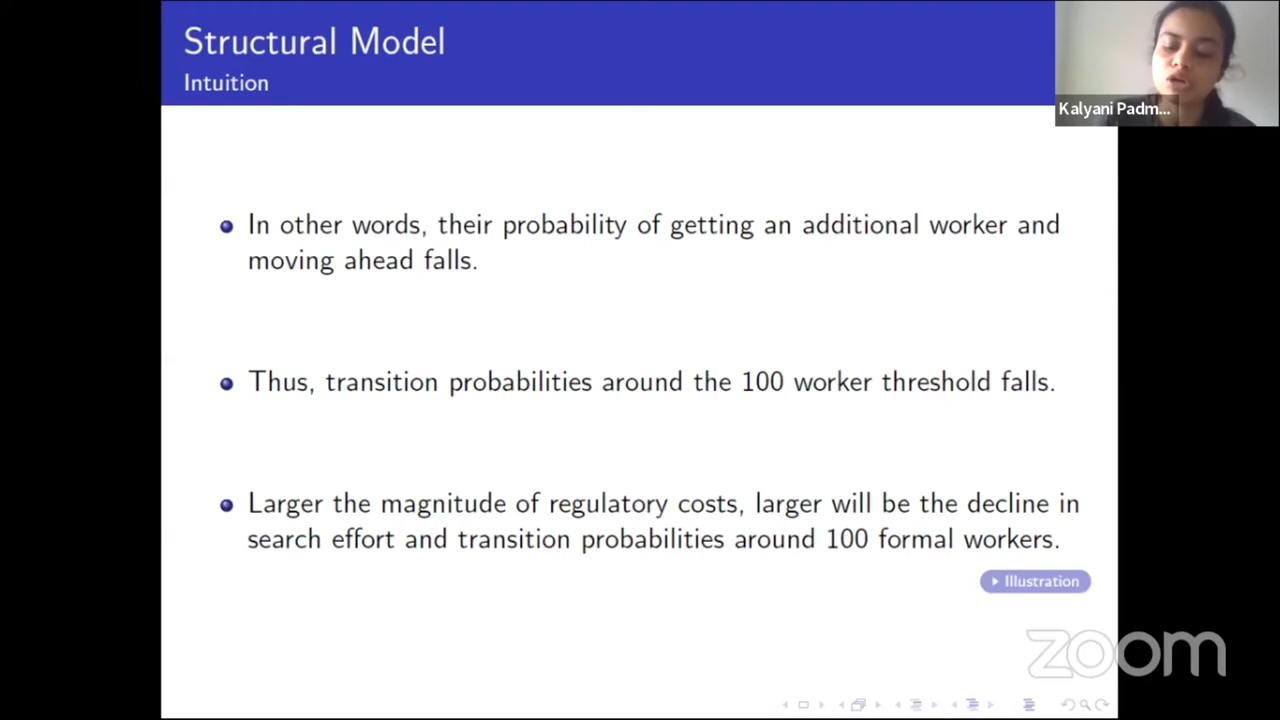 Structural Model
Intuition
Kalyani Padm...
In other words, their probability of getting an additional worker and
moving ahead falls.
Thus, transition probabilities around the 100 worker threshold falls.
Larger the magnitude of regulatory costs, larger will be the decline in
search effort and transition probabilities around 100 formal workers.
Illustration
zoom